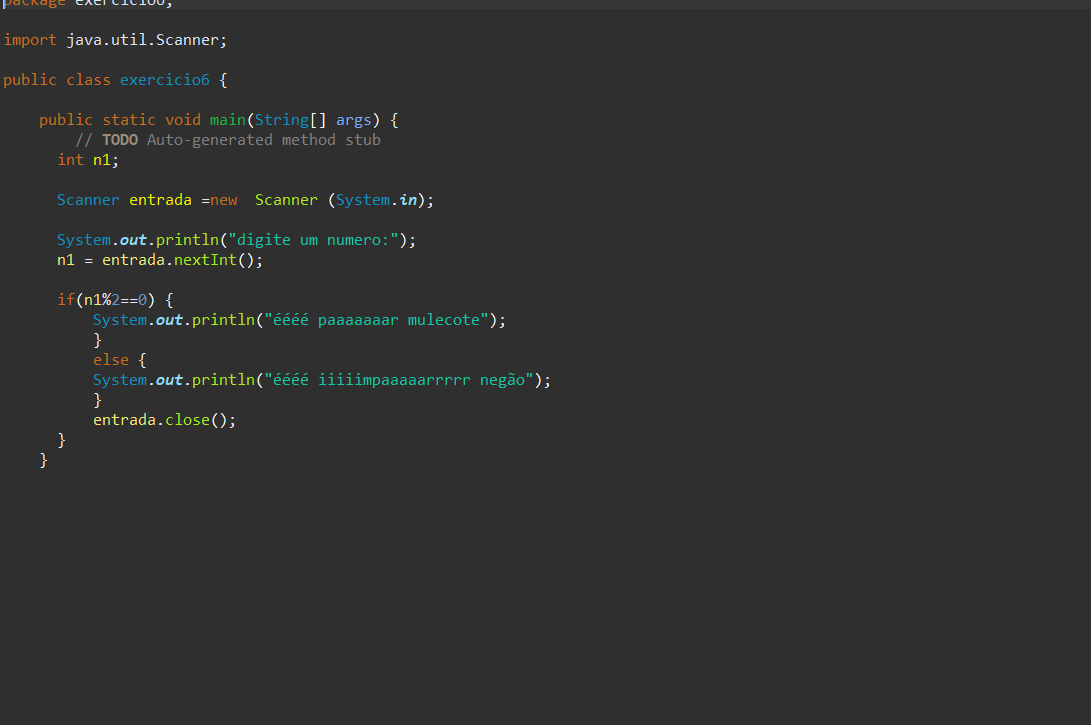 package exercicio6;
import java.util.Scanner;
public class exercicio6 {
public static void main(String[] args) {
// TODO Auto-generated method stub
int n1;
Scanner entrada =new  Scanner (System.in);
System.out.println("digite um numero:");
n1 = entrada.nextInt();
if(n1%2==0) {
System.out.println("éééé paaaaaaar mulecote");
}
else {
System.out.println("éééé iiiiimpaaaaarrrrr negão");
}
entrada.close();
}
}